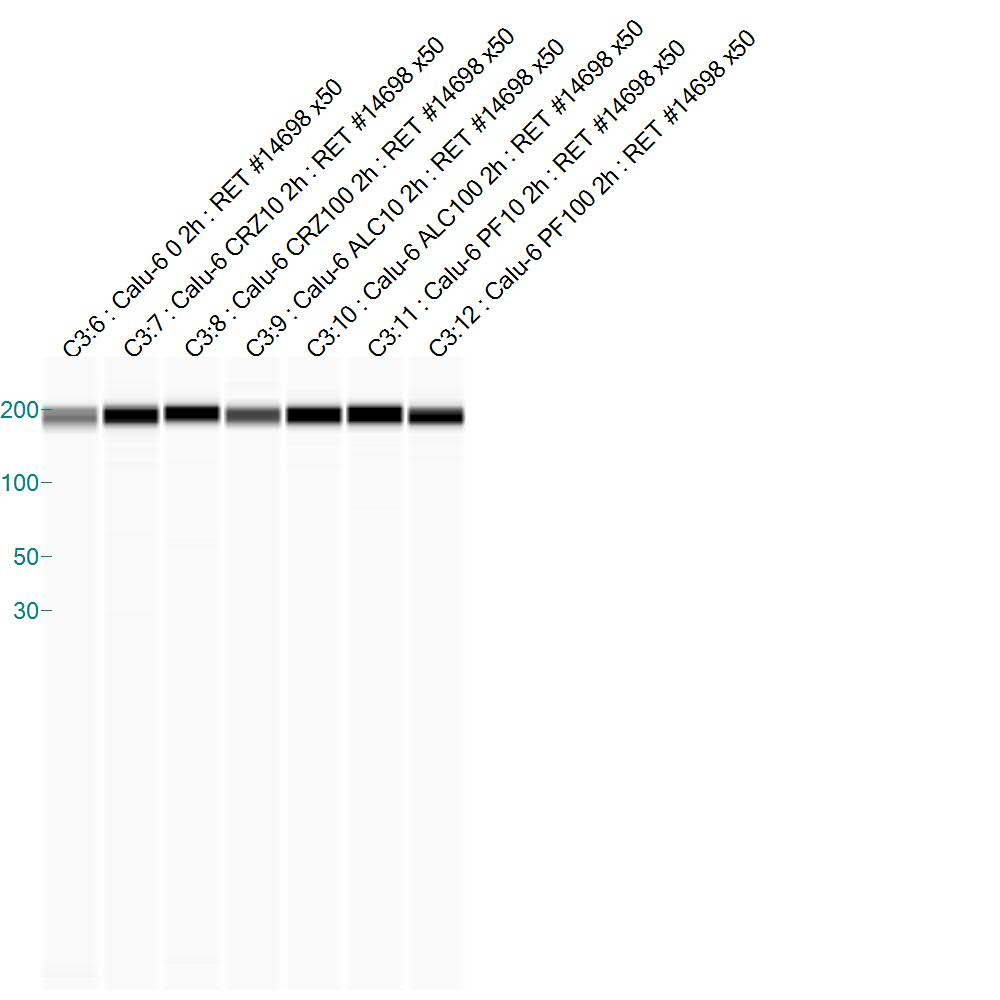 C3:6 : Calu-6 0 2h : RET #14698 x50
C3:7 : Calu-6 CRZ10 2h : RET #14698 x50
C3:8 : Calu-6 CRZ100 2h : RET #14698 x50
C3:9 : Calu-6 ALC10 2h : RET #14698 x50
C3:10 : Calu-6 ALC100 2h : RET #14698 x50
C3:11 : Calu-6 PF10 2h : RET #14698 x50
C3:12 : Calu-6 PF100 2h : RET #14698 x50
200
100
50
30